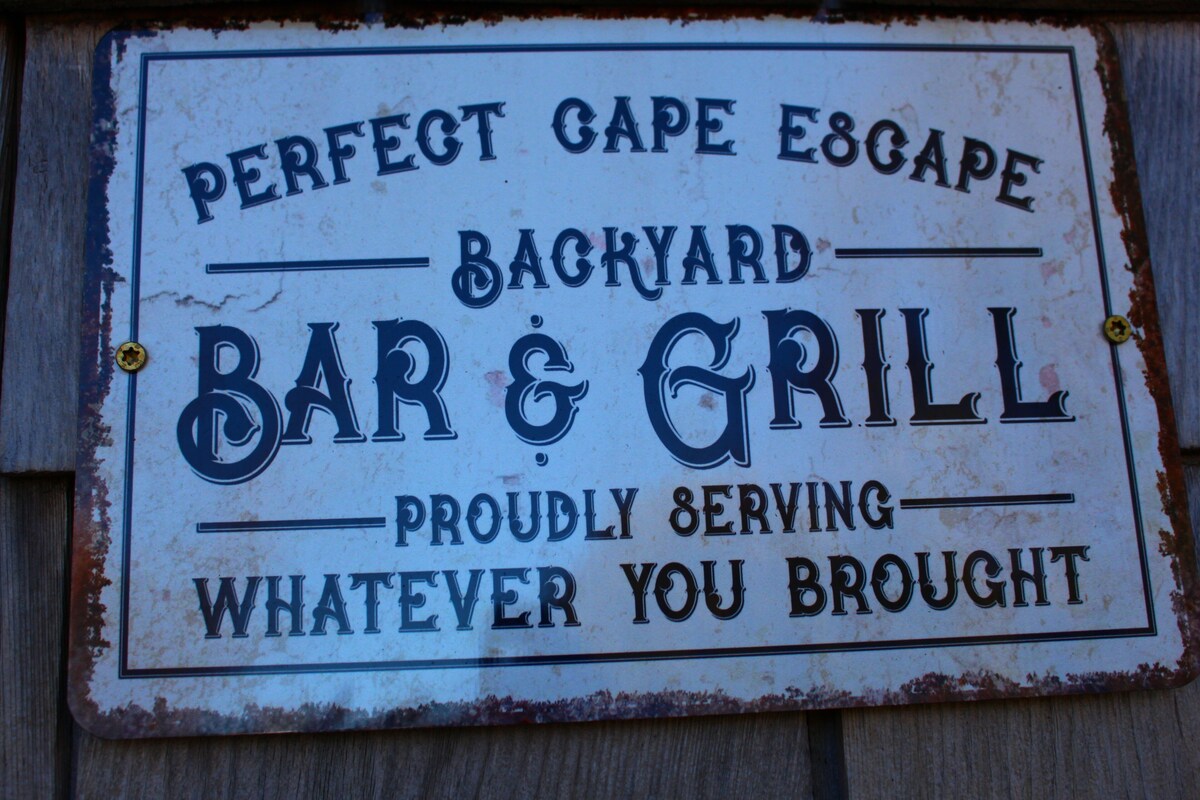 PERFECT CAPE ESCAPE
BACKYARD
BAR & GRILL
PROUDLY SERVING
WHATEVER YOU BROUGHT